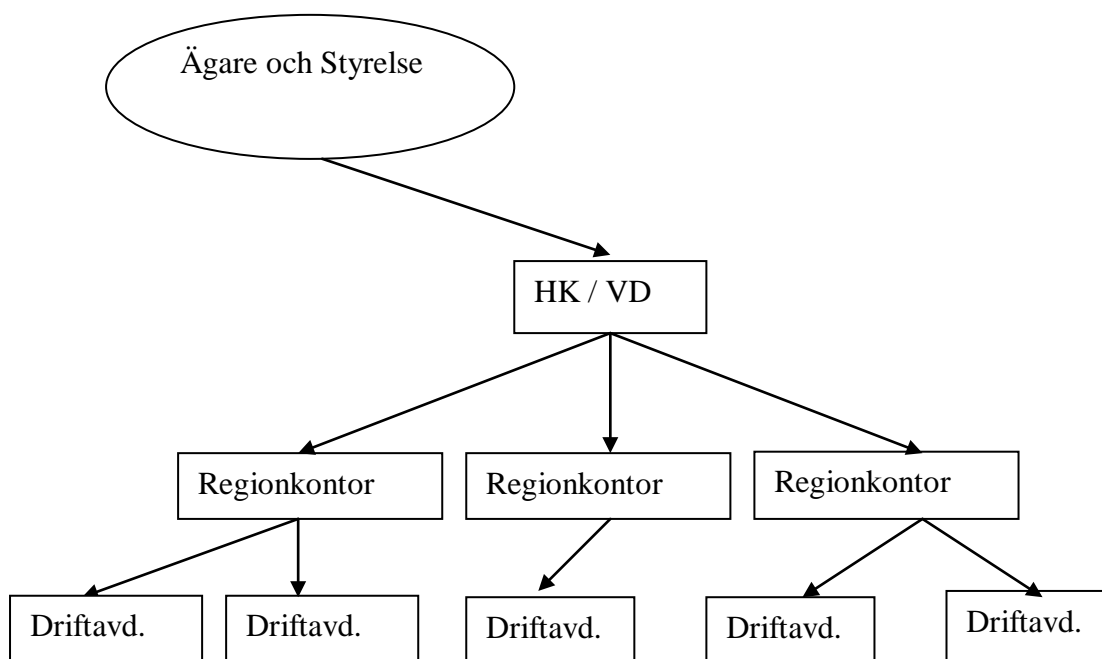 Ägare och Styrelse
HK / VD
Regionkontor
Regionkontor
Regionkontor
Driftavd.
Driftavd.
Driftavd.
Driftavd.
Driftavd.